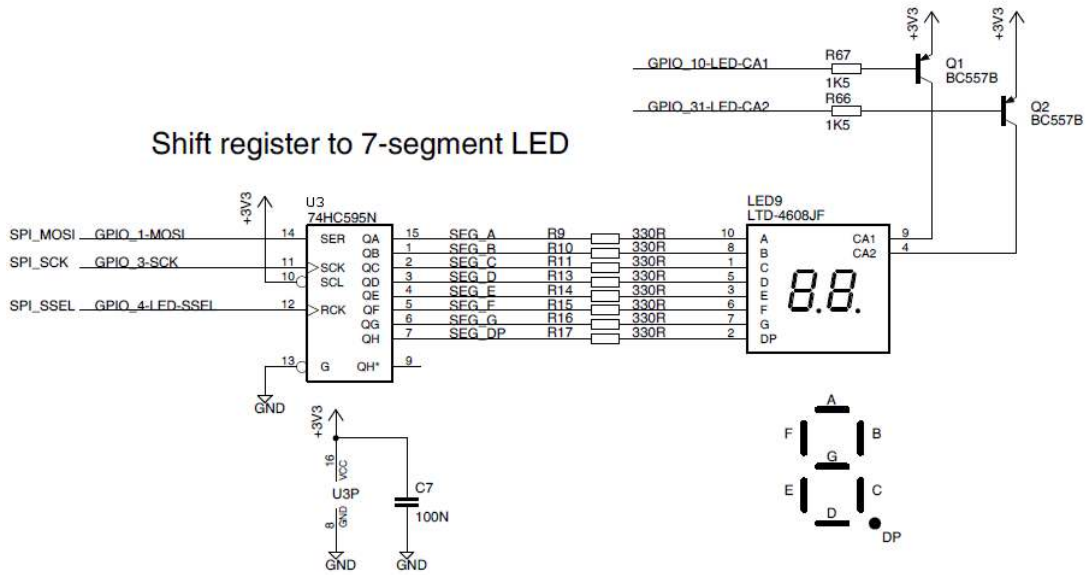 +3V3 +3V3
GPIO_10-LED-CA1 R67 Q1
1K5 BC557B
GPIO_31-LED-CA2 R66 Q2
1K5 BC557B
Shift register to 7-segment LED
+3V3 U3 LED9
74HC595N LTD-4608JF
SPI_MOSI GPIO_1-MOSI 14 SER QA 15 SEG_A R9 330R 10 A CA1 9
QB 1 SEG_B R10 330R 8 B CA2 4
SPI_SCK GPIO_3-SCK 11 SCK QC 2 SEG_C R11 330R 1 C
10 SCL QD 3 SEG_D R13 330R 5 D
QE 4 SEG_E R14 330R 3 E 8.8.
SPI_SSEL GPIO_4-LED-SSEL 12 RCK QF 5 SEG_F R15 330R 6 F
QG 6 SEG_G R16 330R 7 G
QH 7 SEG_DP R17 330R 2 DP
13 G QH* 9
GND
+3V3
A
16 VCC F B
G
U3P C7 E C
100N
8 GND D
DP
GND GND